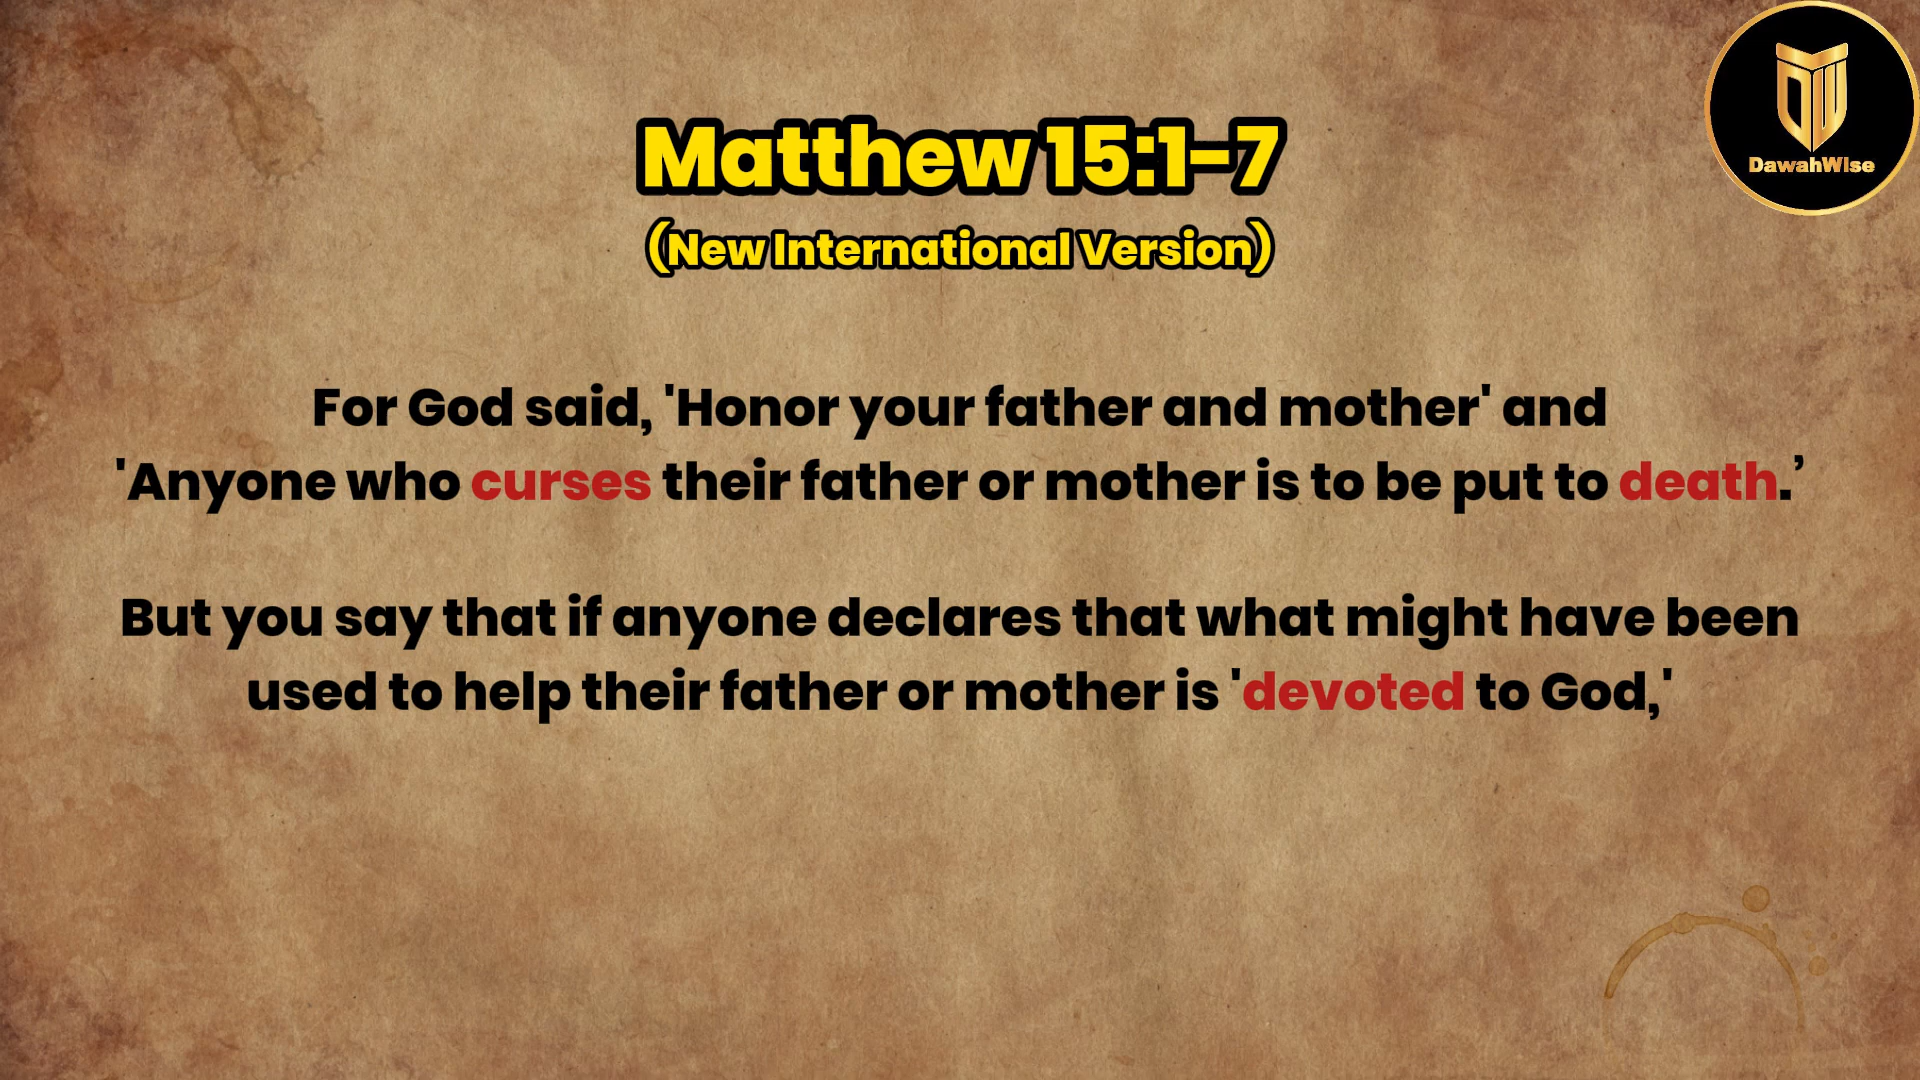 DawahWise
Matthew 15:1-7
(New International Version)
For God said, 'Honor your father and mother' and
'Anyone who curses their father or mother is to be put to death.’
But you say that if anyone declares that what might have been
used to help their father or mother is 'devoted to God,'